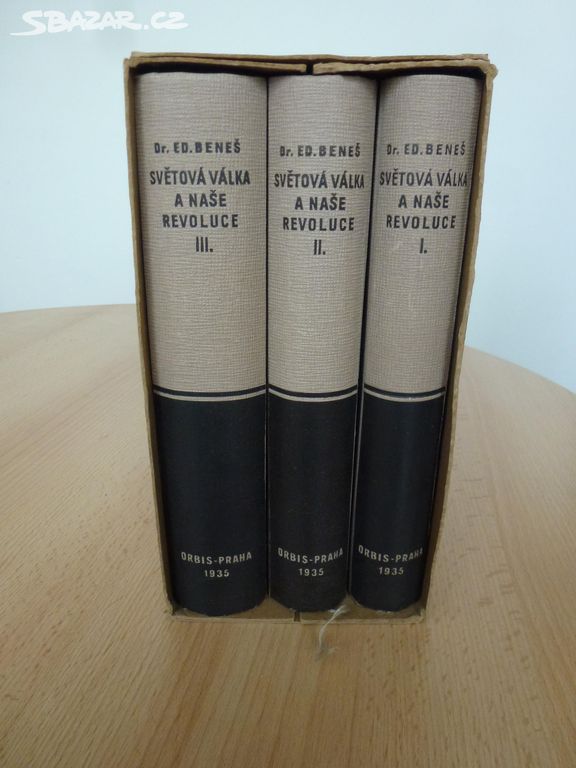 SBAZAR.CZ
Dr. ED. BENEŠ
SVĚTOVÁ VÁLKA
A NAŠE
REVOLUCE
III.
ORBIS-PRAHA
1935
Dr. ED. BENEŠ
SVĚTOVÁ VÁLKA
A NAŠE
REVOLUCE
II.
ORBIS-PRAHA
1935
Dr. ED. BENEŠ
SVĚTOVÁ VÁLKA
A NAŠE
REVOLUCE
I.
ORBIS-PRAHA
1935